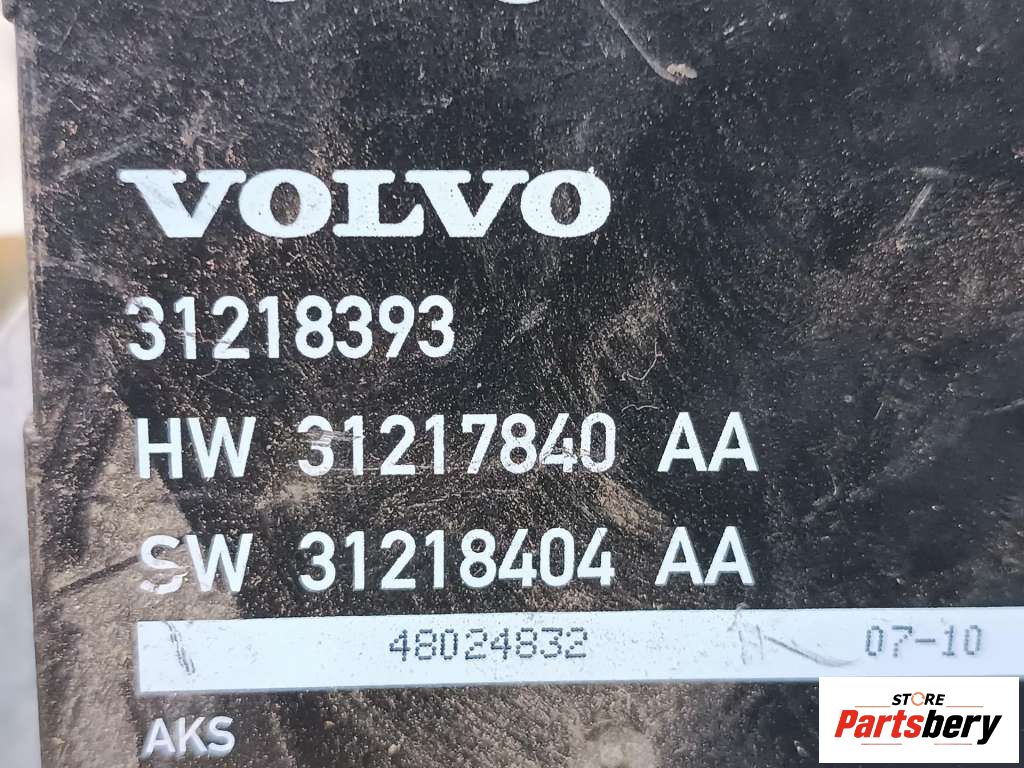 VOLVO
31218393
HW 31217840 AA
SW 31218404 AA
48024832 07-10
AKS
STORE
Partsbery